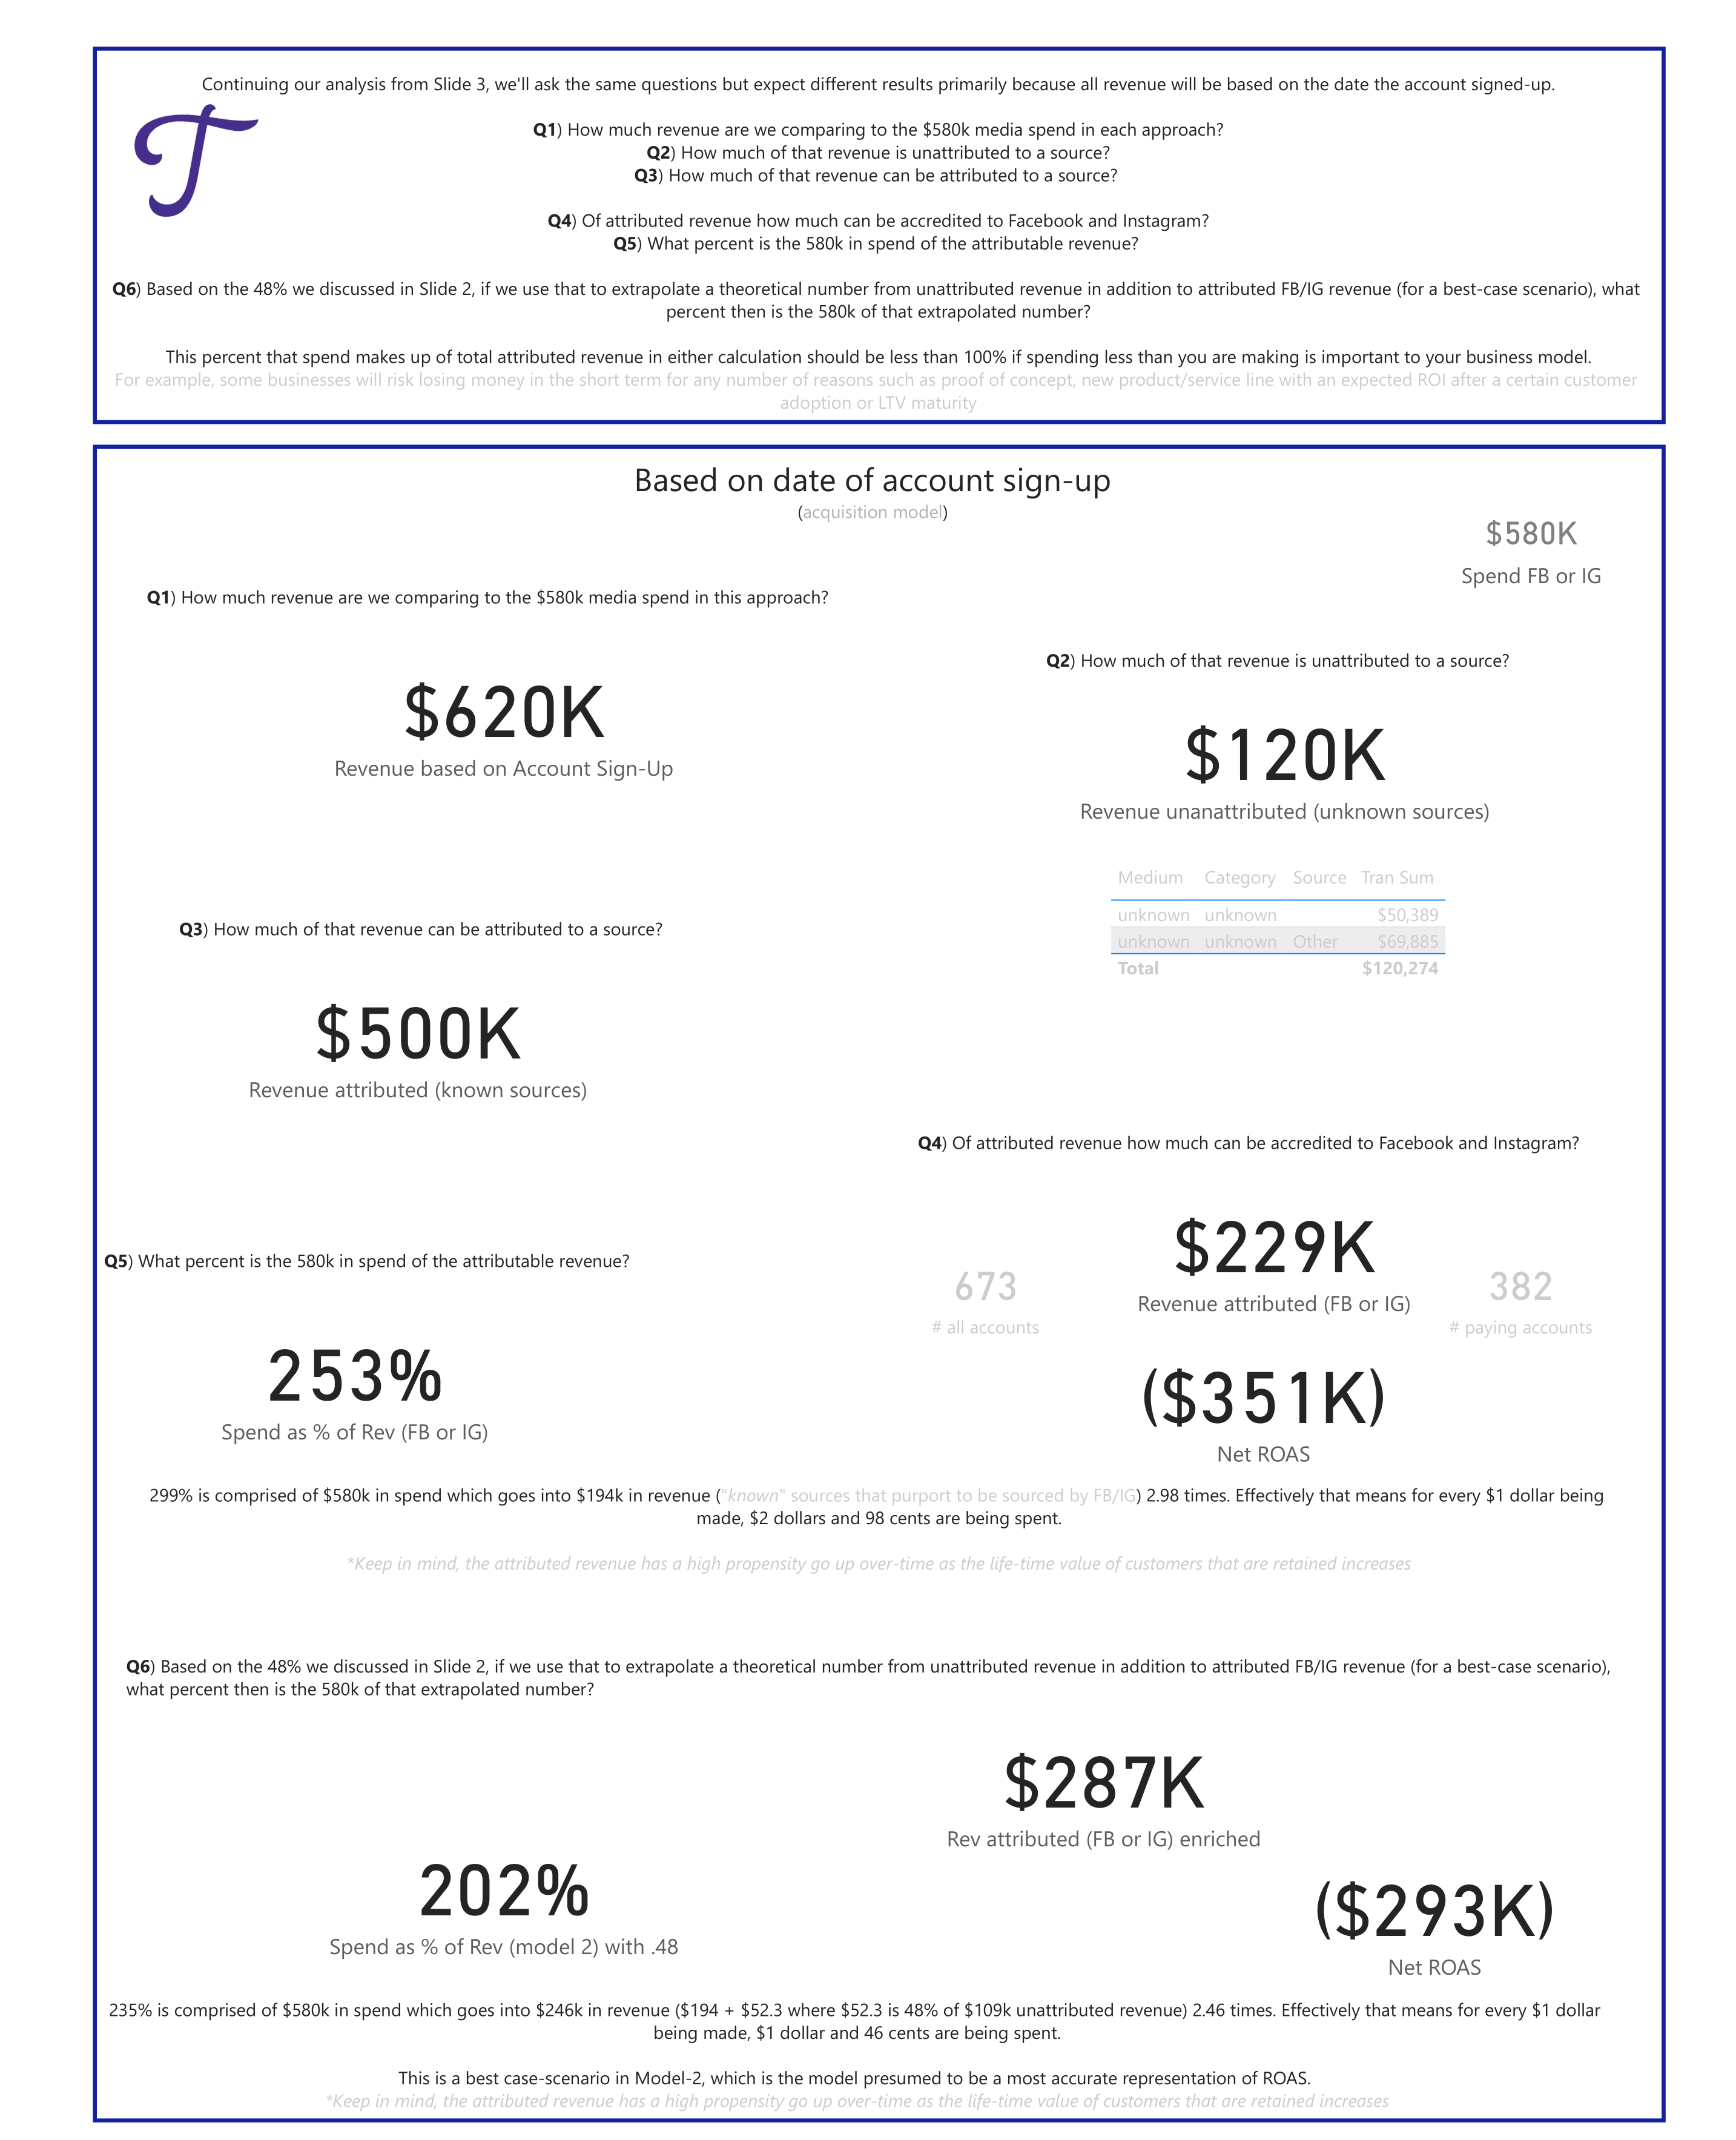 Continuing our analysis from Slide 3, we'll ask the same questions but expect different results primarily because all revenue will be based on the date the account signed-up.
T
Q1) How much revenue are we comparing to the $580k media spend in each approach?
Q2) How much of that revenue is unattributed to a source?
Q3) How much of that revenue can be attributed to a source?
Q4) Of attributed revenue how much can be accredited to Facebook and Instagram?
Q5) What percent is the 580k in spend of the attributable revenue?
Q6) Based on the 48% we discussed in Slide 2, if we use that to extrapolate a theoretical number from unattributed revenue in addition to attributed FB/IG revenue (for a best-case scenario), what
percent then is the 580k of that extrapolated number?
This percent that spend makes up of total attributed revenue in either calculation should be less than 100% if spending less than you are making is important to your business model.
For example, some businesses will risk losing money in the short term for any number of reasons such as proof of concept, new product/service line with an expected ROI after a certain customer
adoption or LTV maturity
Based on date of account sign-up
(acquisition model)
$580K
Spend FB or IG
Q1) How much revenue are we comparing to the $580k media spend in this approach?
$620K
Revenue based on Account Sign-Up
Q2) How much of that revenue is unattributed to a source?
$120K
Revenue unanattributed (unknown sources)
Medium Category Source Tran Sum
unknown unknown $50,389
unknown unknown Other $69,885
Total $120,274
Q3) How much of that revenue can be attributed to a source?
$500K
Revenue attributed (known sources)
Q4) Of attributed revenue how much can be accredited to Facebook and Instagram?
$229K
Revenue attributed (FB or IG)
673
# all accounts
382
# paying accounts
($351K)
Net ROAS
Q5) What percent is the 580k in spend of the attributable revenue?
253%
Spend as % of Rev (FB or IG)
299% is comprised of $580k in spend which goes into $194k in revenue ("known" sources that purport to be sourced by FB/IG) 2.98 times. Effectively that means for every $1 dollar being
made, $2 dollars and 98 cents are being spent.
*Keep in mind, the attributed revenue has a high propensity go up over-time as the life-time value of customers that are retained increases
Q6) Based on the 48% we discussed in Slide 2, if we use that to extrapolate a theoretical number from unattributed revenue in addition to attributed FB/IG revenue (for a best-case scenario),
what percent then is the 580k of that extrapolated number?
$287K
Rev attributed (FB or IG) enriched
202%
Spend as % of Rev (model 2) with .48
($293K)
Net ROAS
235% is comprised of $580k in spend which goes into $246k in revenue ($194 + $52.3 where $52.3 is 48% of $109k unattributed revenue) 2.46 times. Effectively that means for every $1 dollar
being made, $1 dollar and 46 cents are being spent.
This is a best case-scenario in Model-2, which is the model presumed to be a most accurate representation of ROAS.
*Keep in mind, the attributed revenue has a high propensity go up over-time as the life-time value of customers that are retained increases